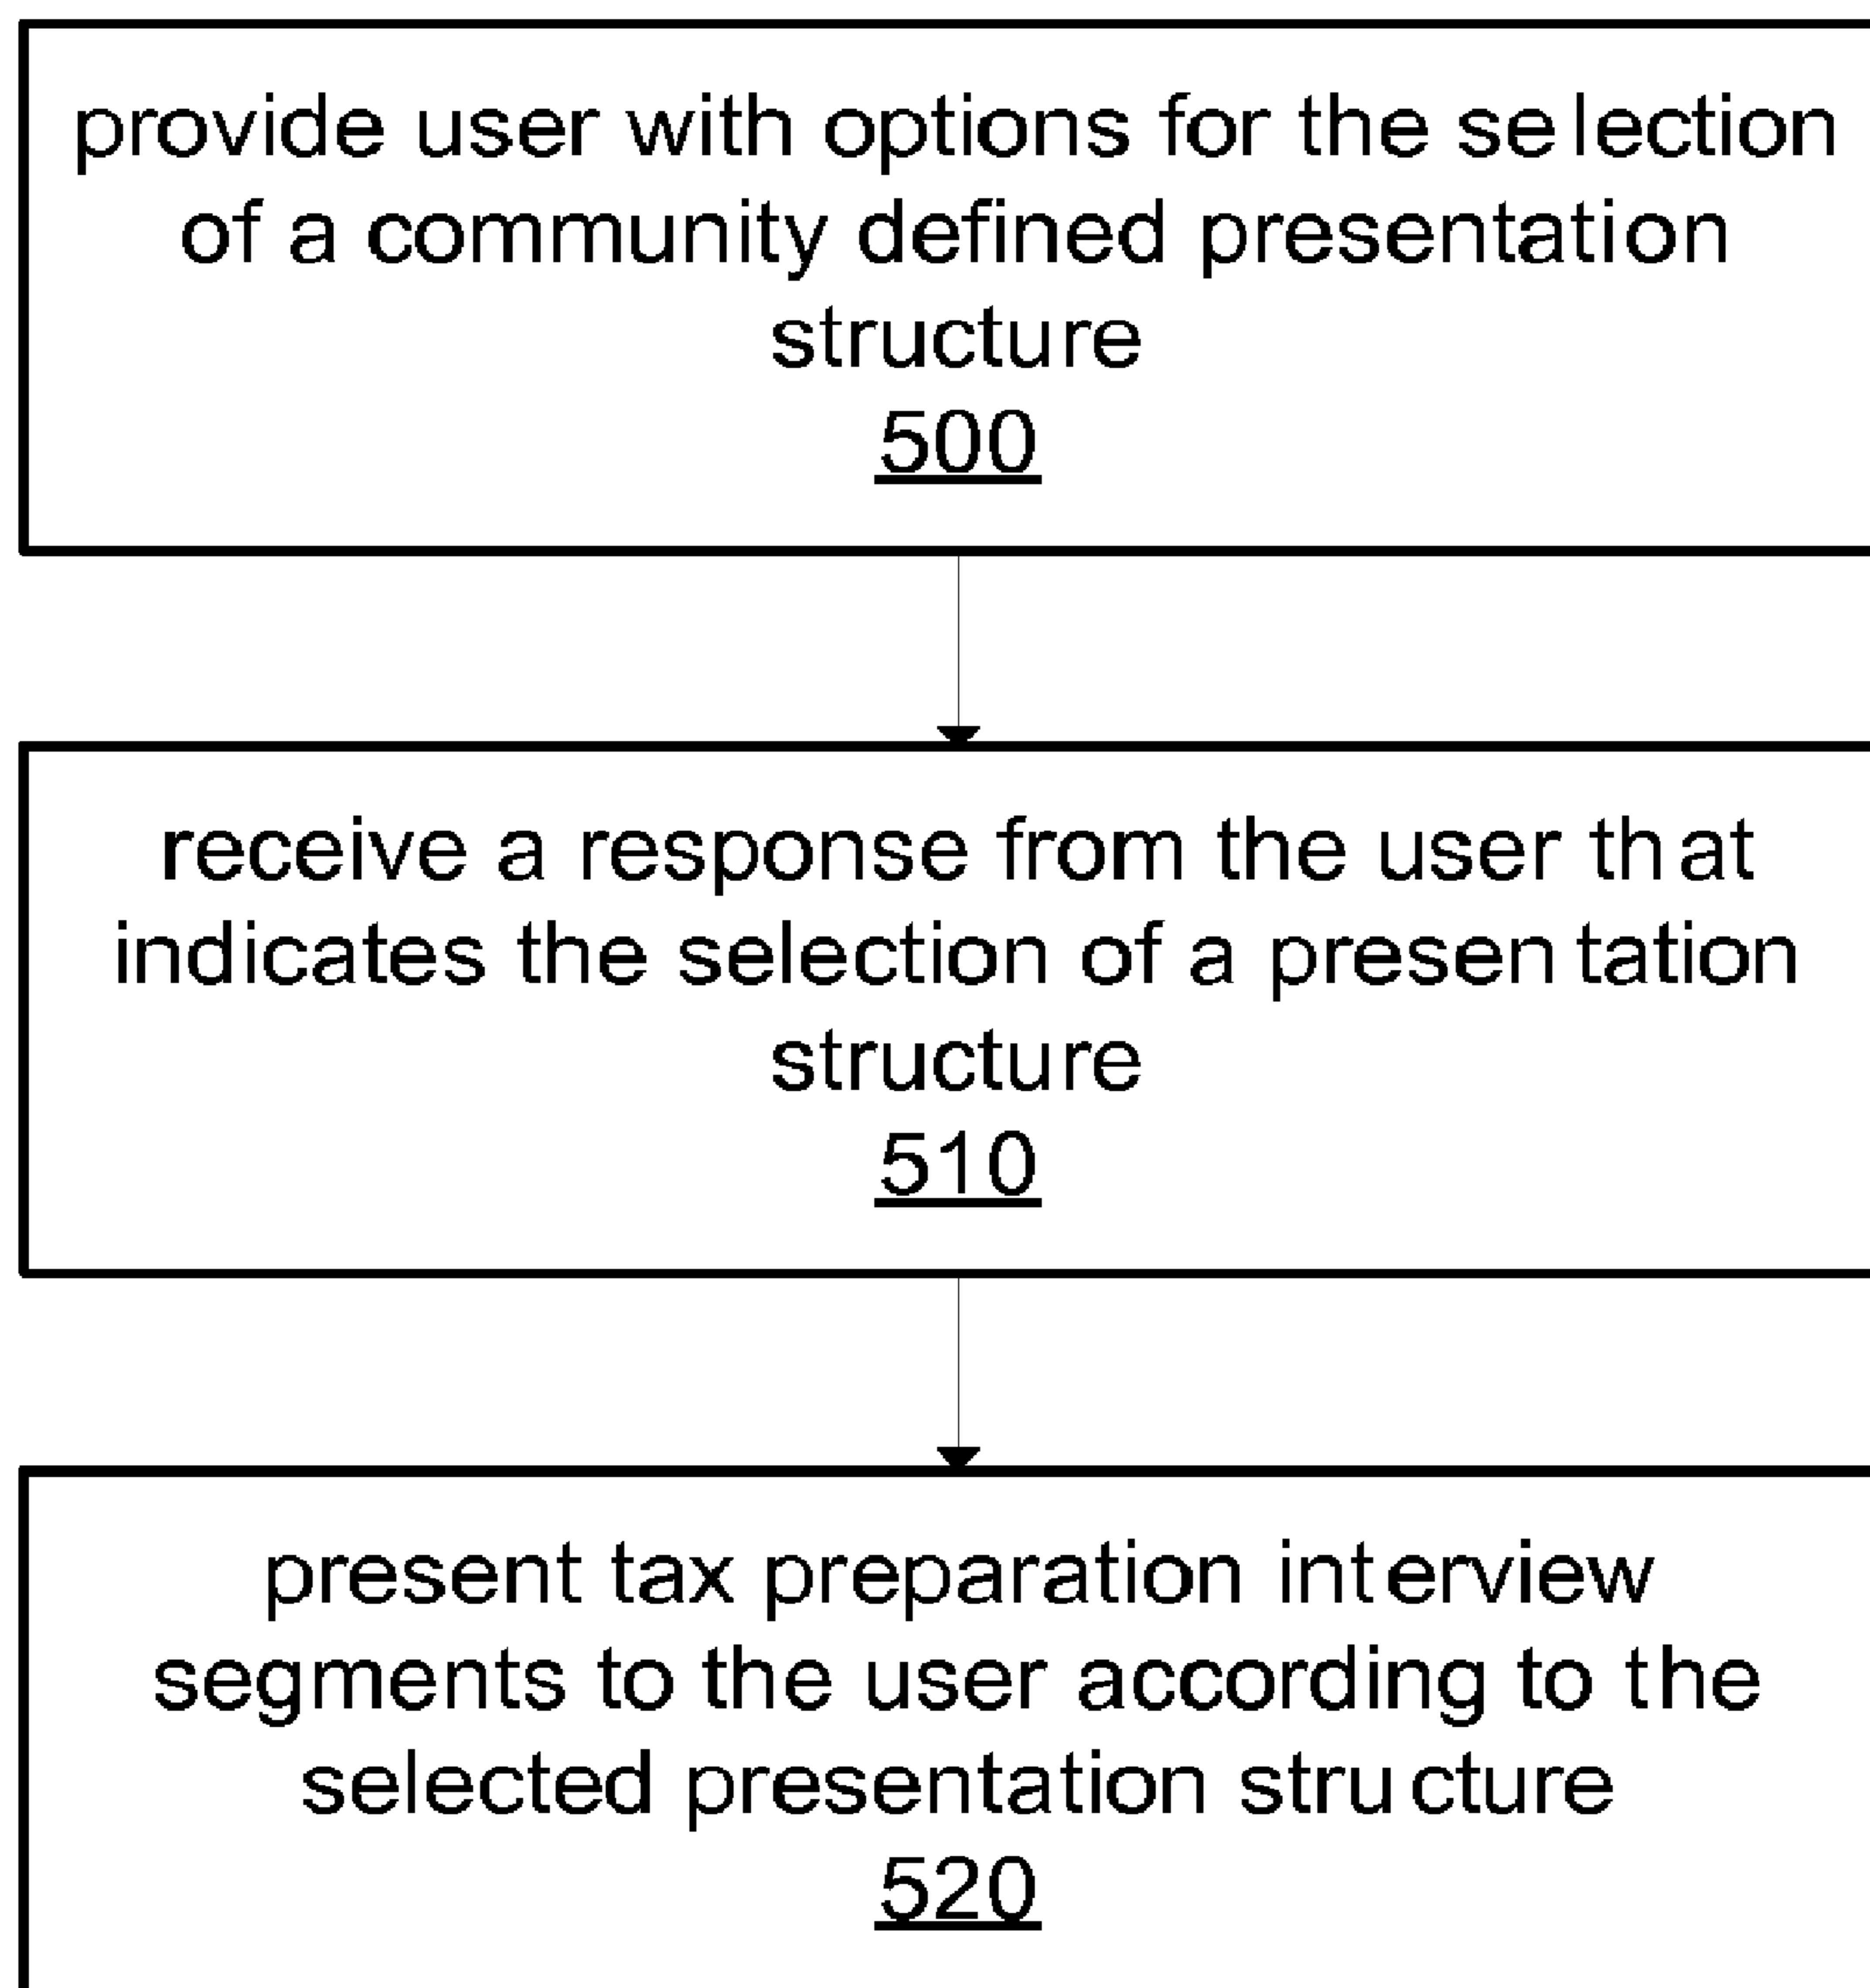 provide user with options for the selection
of a community defined presentation
structure
500
receive a response from the user that
indicates the selection of a presentation
structure
510
present tax preparation interview
segments to the user according to the
selected presentation structure
520